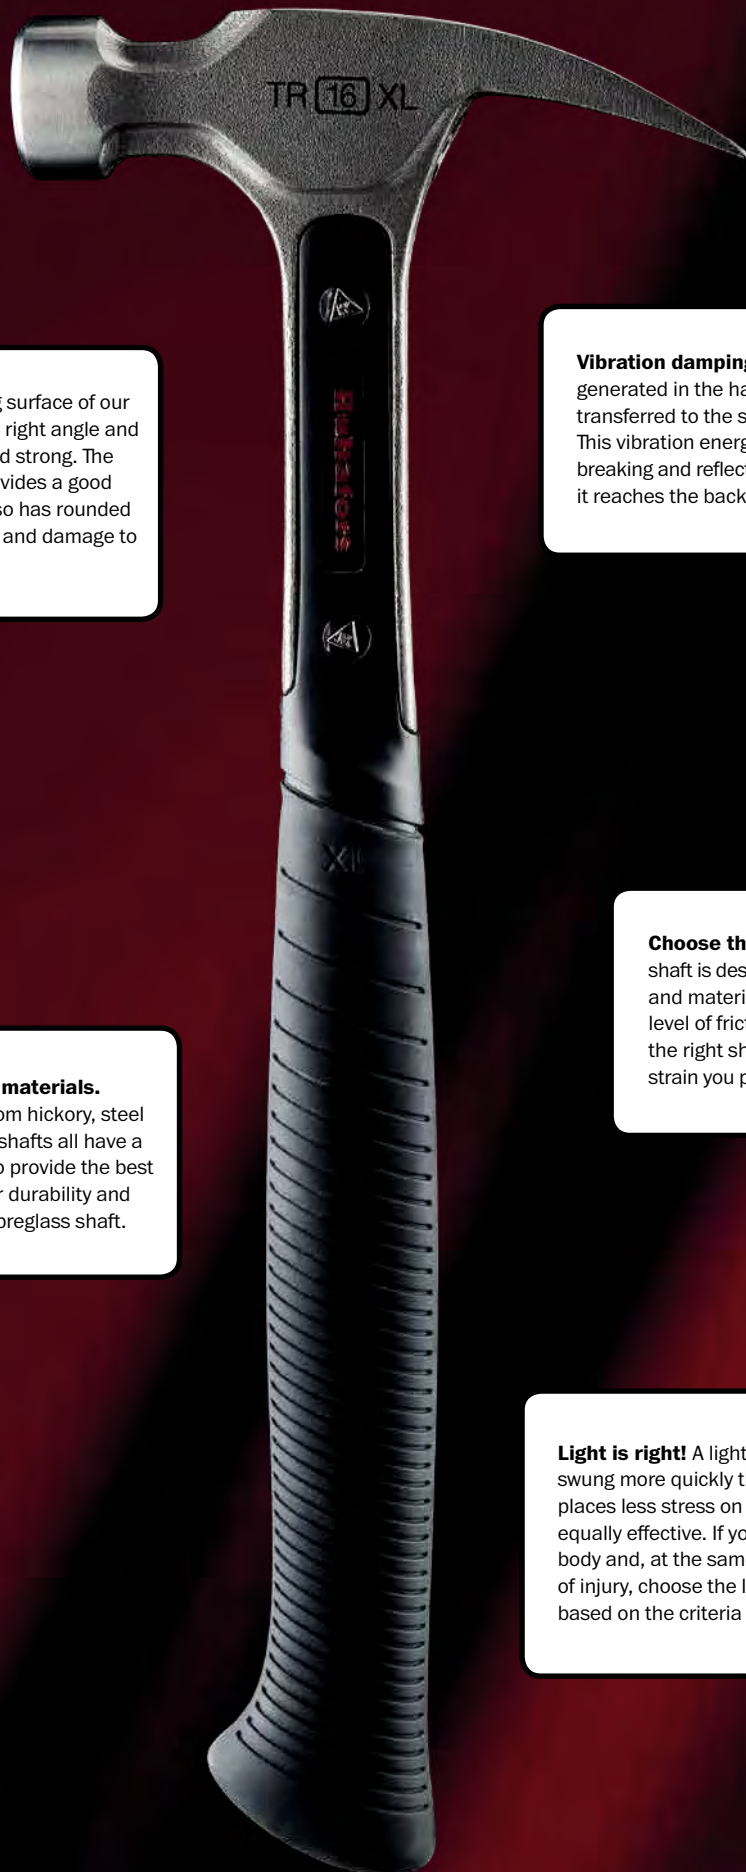 TR 16 XL
Hultafors
g surface of our
right angle and
d strong. The
vides a good
so has rounded
and damage to
Vibration damping
generated in the ha
transferred to the s
This vibration energ
breaking and reflect
it reaches the back
XL
Choose th
shaft is des
and materi
level of frict
the right sh
strain you p
materials.
om hickory, steel
shafts all have a
o provide the best
r durability and
breglass shaft.
Light is right! A light
swung more quickly th
places less stress on
equally effective. If yo
body and, at the sam
of injury, choose the l
based on the criteria